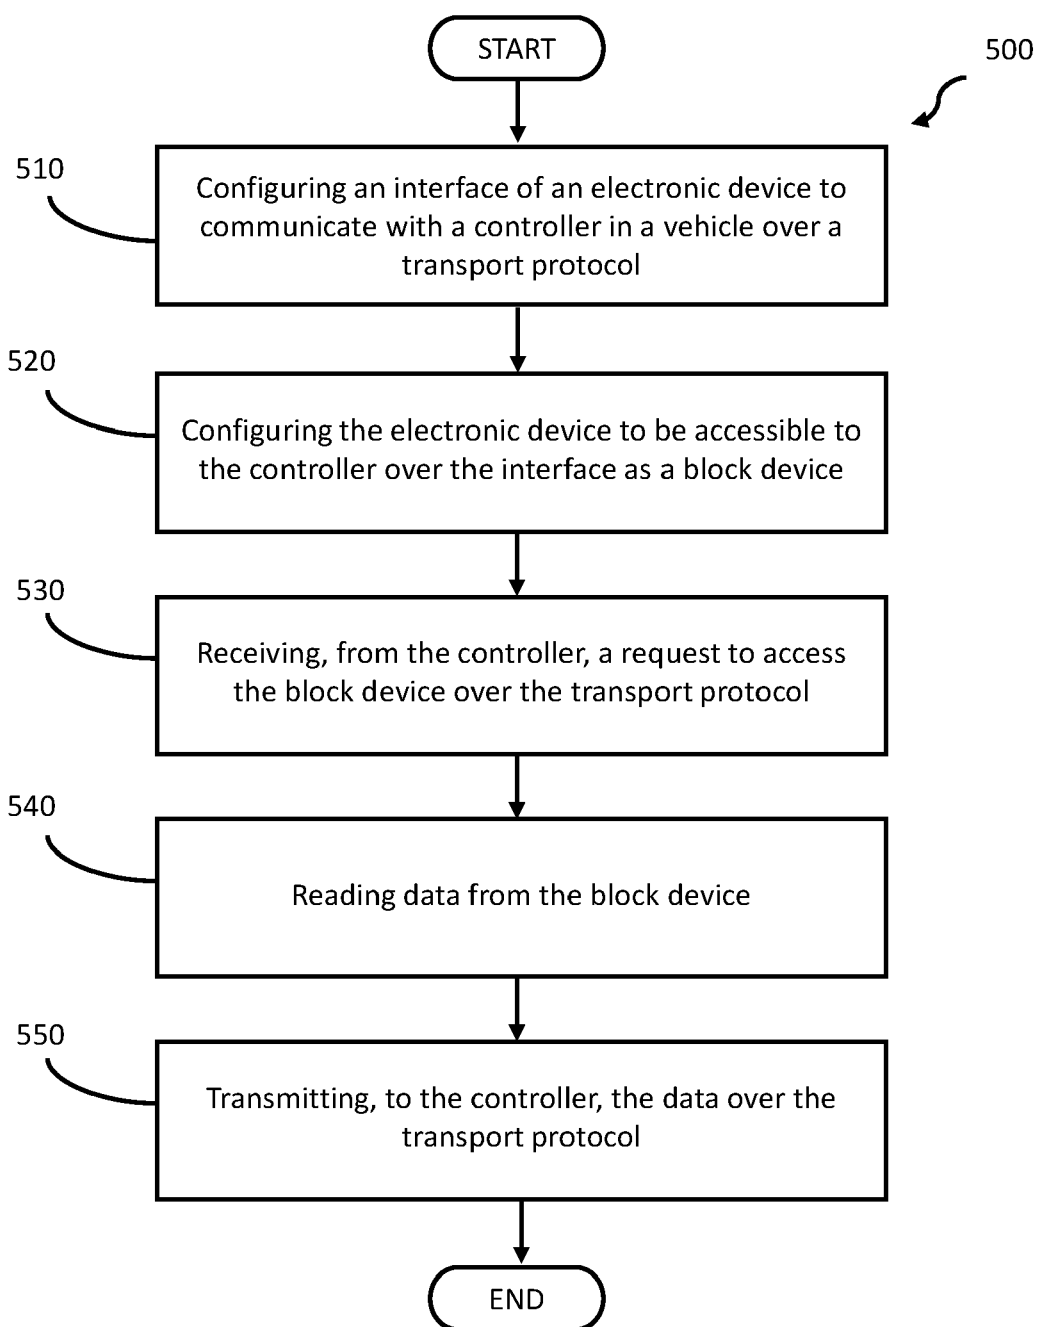 START
500
510
Configuring an interface of an electronic device to
communicate with a controller in a vehicle over a
transport protocol
520
Configuring the electronic device to be accessible to
the controller over the interface as a block device
530
Receiving, from the controller, a request to access
the block device over the transport protocol
540
Reading data from the block device
550
Transmitting, to the controller, the data over the
transport protocol
END